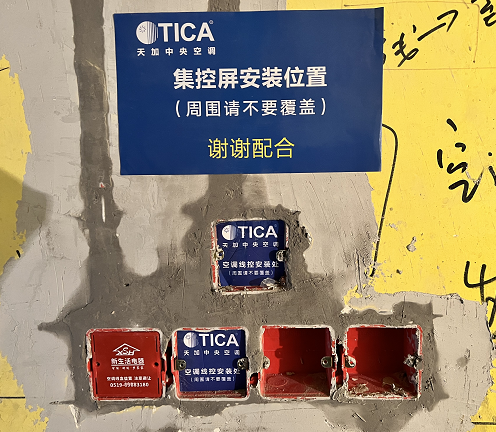 TICA®
天加中央空调
集控屏安装位置
（周围请不要覆盖）
谢谢配合
TICA
天加中央空调
空调线控安装处
（周围请不要覆盖）
新生活电器
0519-89883180
TICA
天加中央空调
空调线控安装处
（周围请不要覆盖）